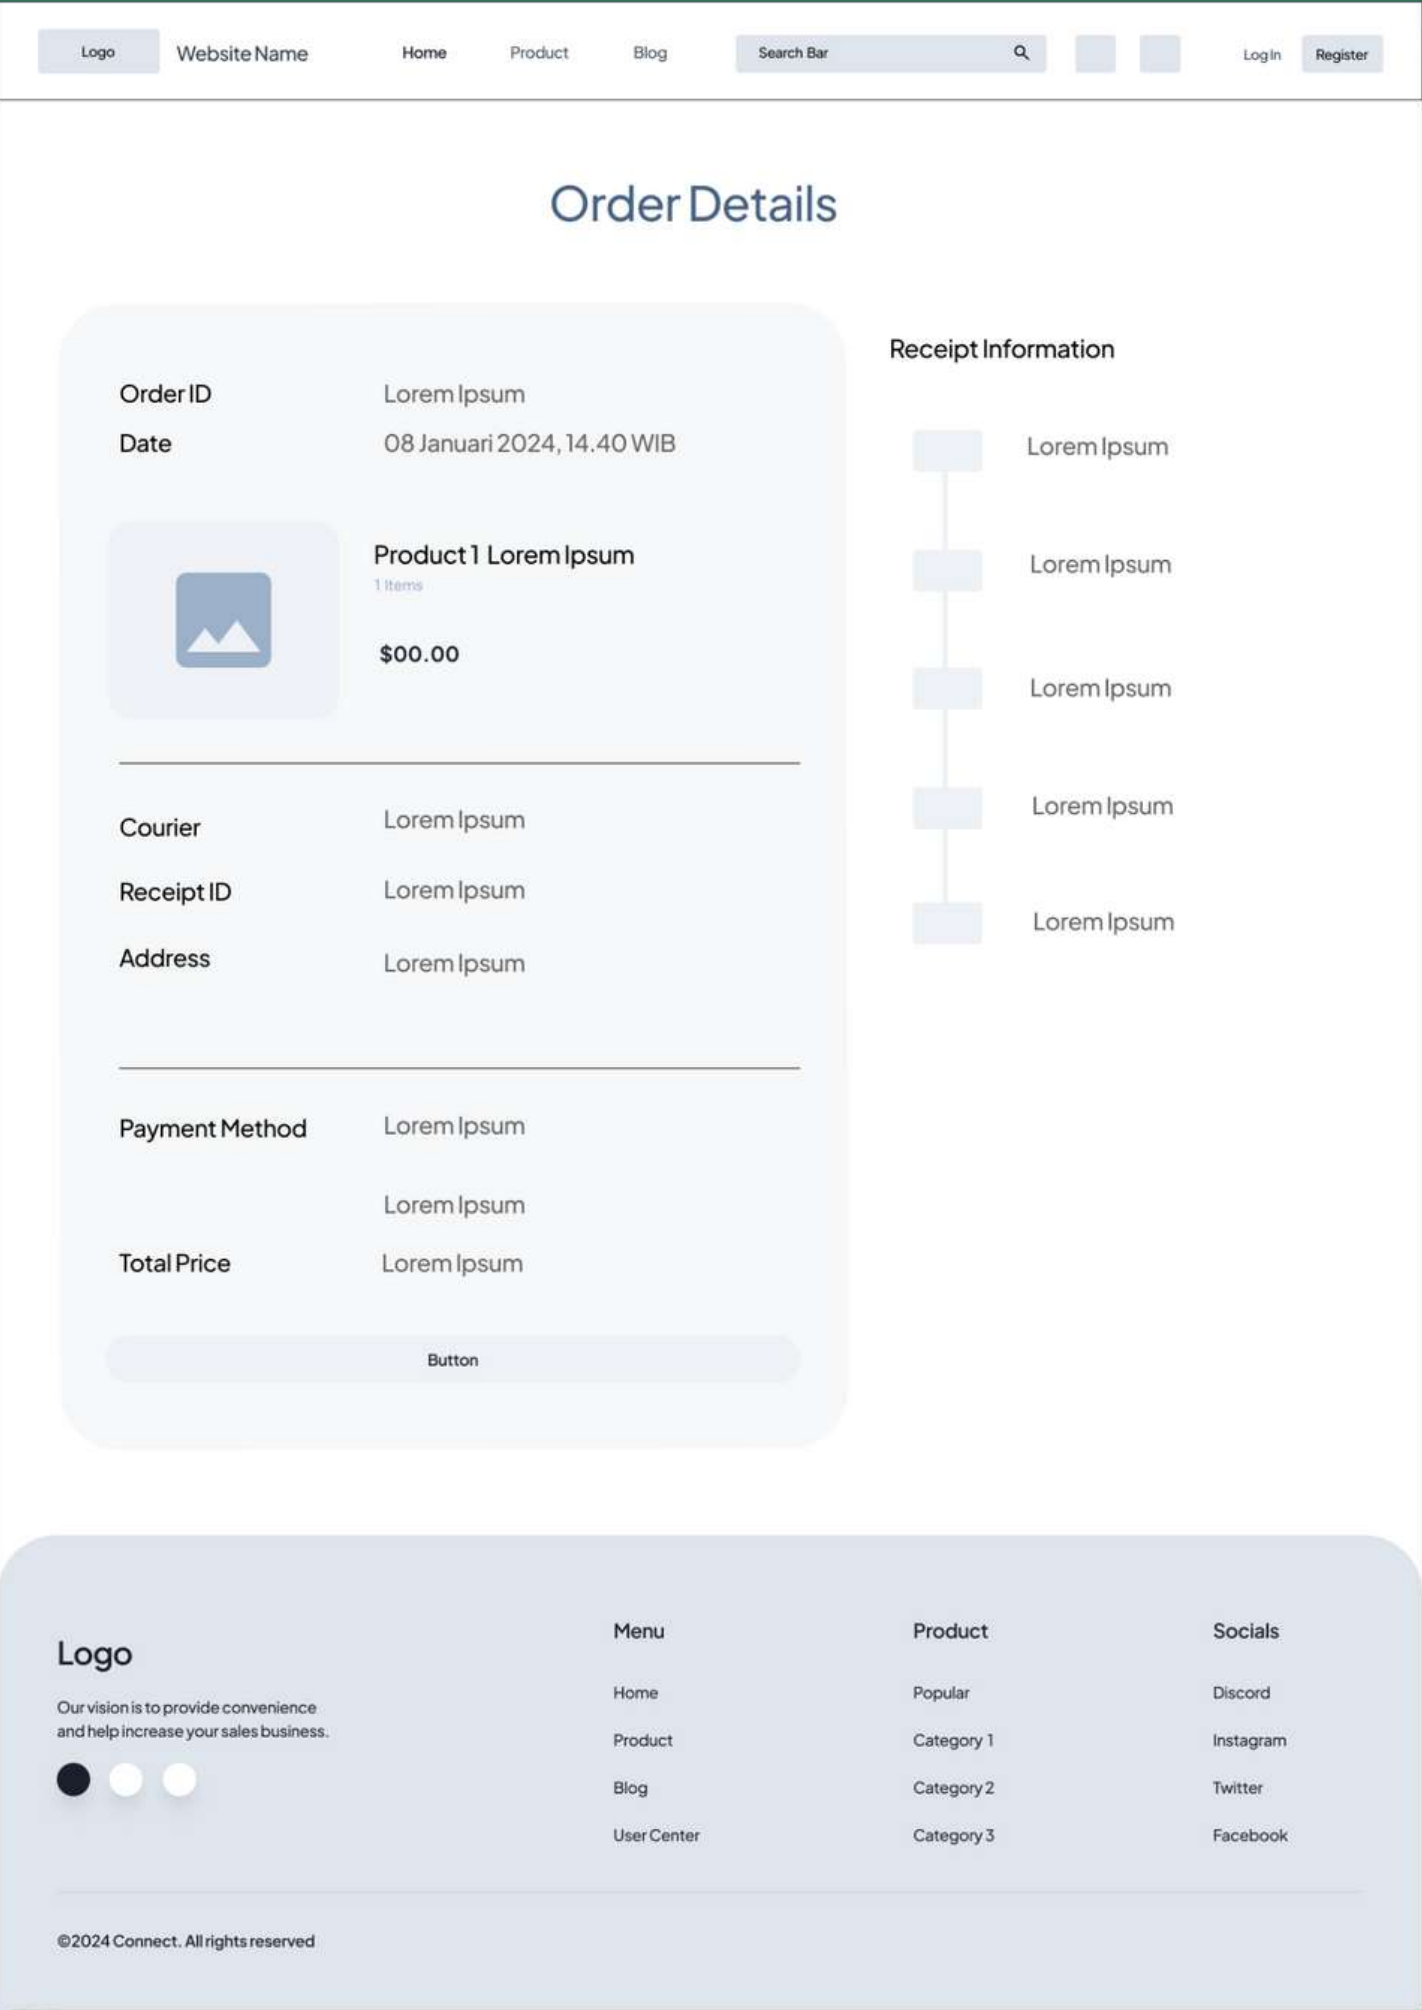 Logo
Website Name
Home
Product
Blog
Search Bar
Log In
Register
Order Details
Order ID
Lorem Ipsum
Date
08 Januari 2024, 14.40 WIB
Product 1 Lorem Ipsum
1 Items
$00.00
Courier
Lorem Ipsum
Receipt ID
Lorem Ipsum
Address
Lorem Ipsum
Payment Method
Lorem Ipsum
Lorem Ipsum
Total Price
Lorem Ipsum
Button
Receipt Information
Lorem Ipsum
Lorem Ipsum
Lorem Ipsum
Lorem Ipsum
Lorem Ipsum
Logo
Our vision is to provide convenience
and help increase your sales business.
Menu
Home
Product
Blog
User Center
Product
Popular
Category 1
Category 2
Category 3
Socials
Discord
Instagram
Twitter
Facebook
©2024 Connect. All rights reserved